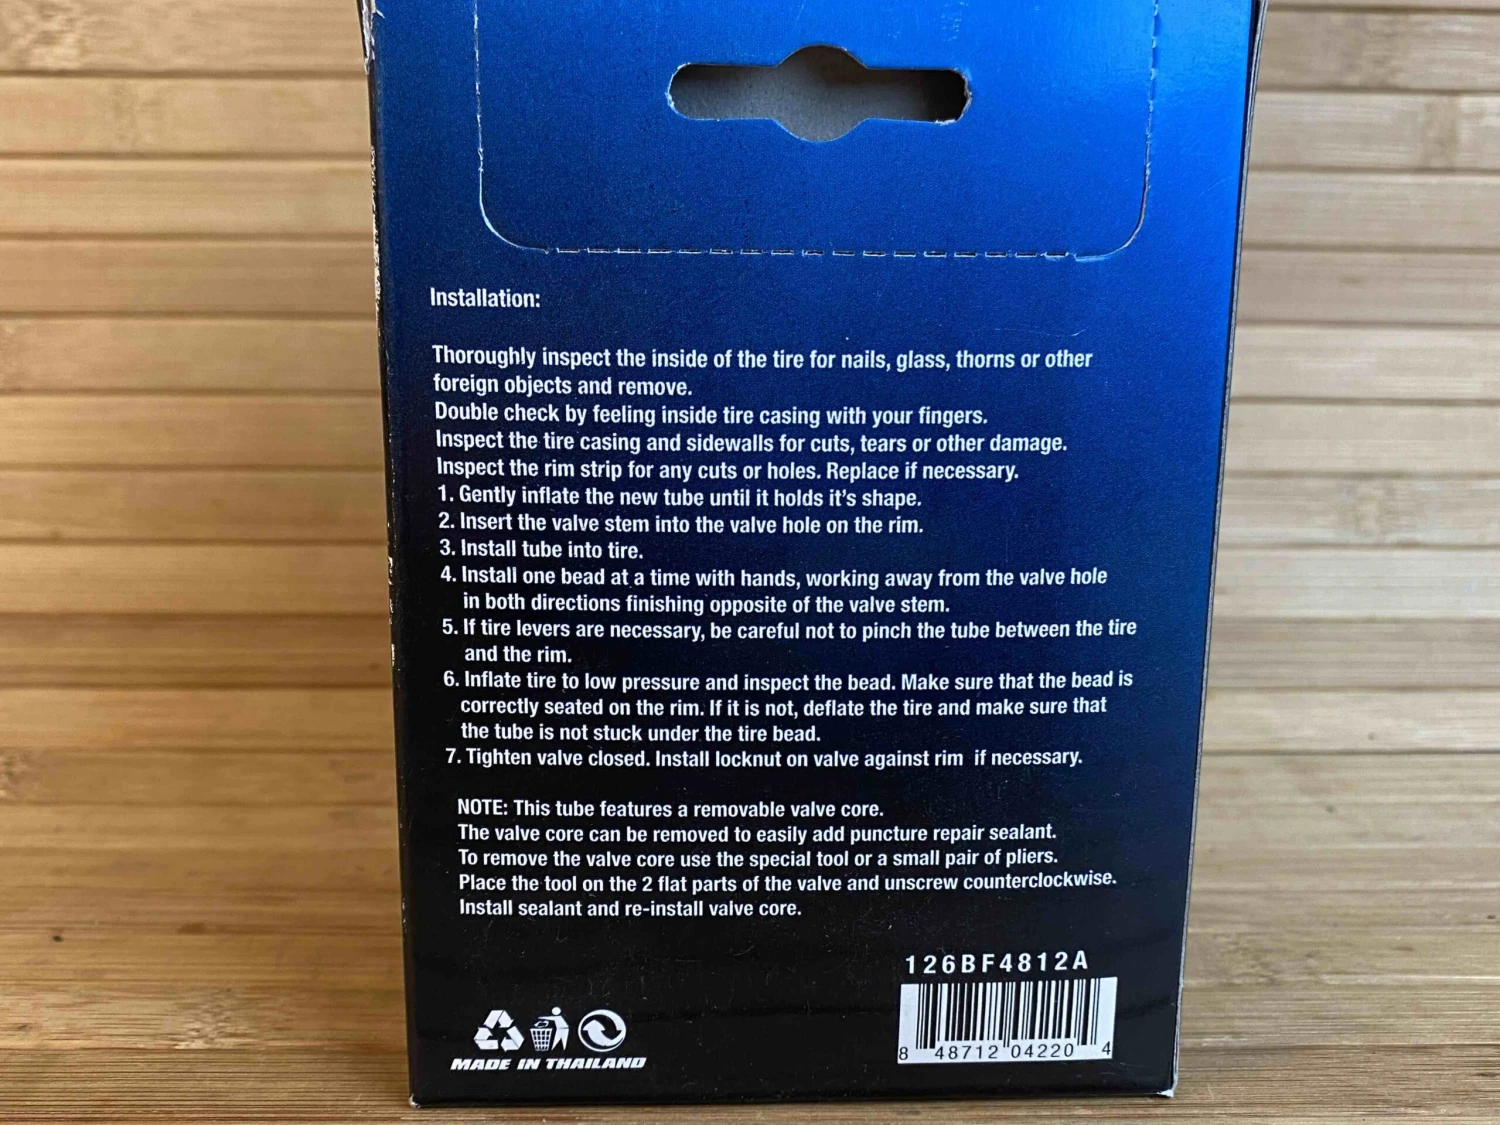 Installation:
Thoroughly inspect the inside of the tire for nails, glass, thorns or other
foreign objects and remove.
Double check by feeling inside tire casing with your fingers.
Inspect the tire casing and sidewalls for cuts, tears or other damage.
Inspect the rim strip for any cuts or holes. Replace if necessary.
1. Gently inflate the new tube until it holds it's shape.
2. Insert the valve stem into the valve hole on the rim.
3. Install tube into tire.
4. Install one bead at a time with hands, working away from the valve hole
in both directions finishing opposite of the valve stem.
5. If tire levers are necessary, be careful not to pinch the tube between the tire
and the rim.
6. Inflate tire to low pressure and inspect the bead. Make sure that the bead is
correctly seated on the rim. If it is not, deflate the tire and make sure that
the tube is not stuck under the tire bead.
7. Tighten valve closed. Install locknut on valve against rim if necessary.
NOTE: This tube features a removable valve core.
The valve core can be removed to easily add puncture repair sealant.
To remove the valve core use the special tool or a small pair of pliers.
Place the tool on the 2 flat parts of the valve and unscrew counterclockwise.
Install sealant and re-install valve core.
126BF4812A
8 48712 04220 4
MADE IN THAILAND